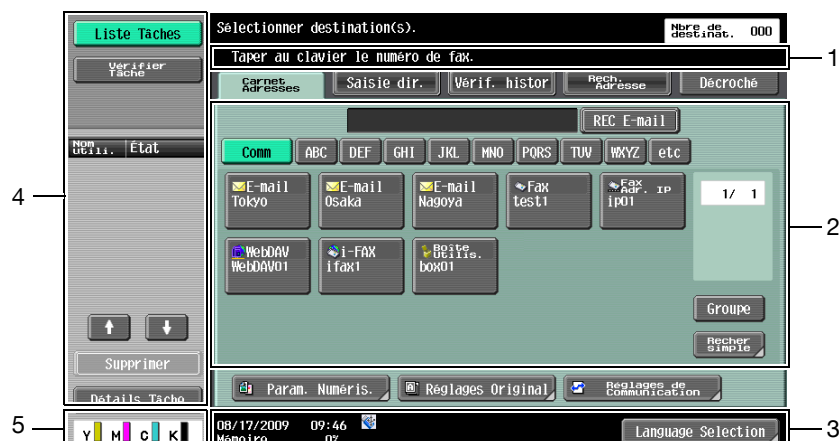 Liste Tâches
Sélectionner destination(s).
Nbre de destinat. 000
Taper au clavier le numéro de fax.
1
Vérifier Tâche
Carnet Adresses
Saisie dir.
Vérif. histor
Rech. Adresse
Décroché
REC E-mail
Nom Utili. État
Comm ABC DEF GHI JKL MNO PQRS TUV WXYZ etc
E-mail Tokyo
E-mail Osaka
E-mail Nagoya
Fax test1
Fax Adr. IP ip01
1/ 1
4
2
WebDAV WebDAV01
i-FAX ifax1
Boîte Utilis. box01
Groupe
Recher simple
Supprimer
Détails Tâche
Param. Numéris.
Réglages Original
Réglages de Communication
5
Y M C K
08/17/2009 09:46
Mémoire 0%
Language Selection
3